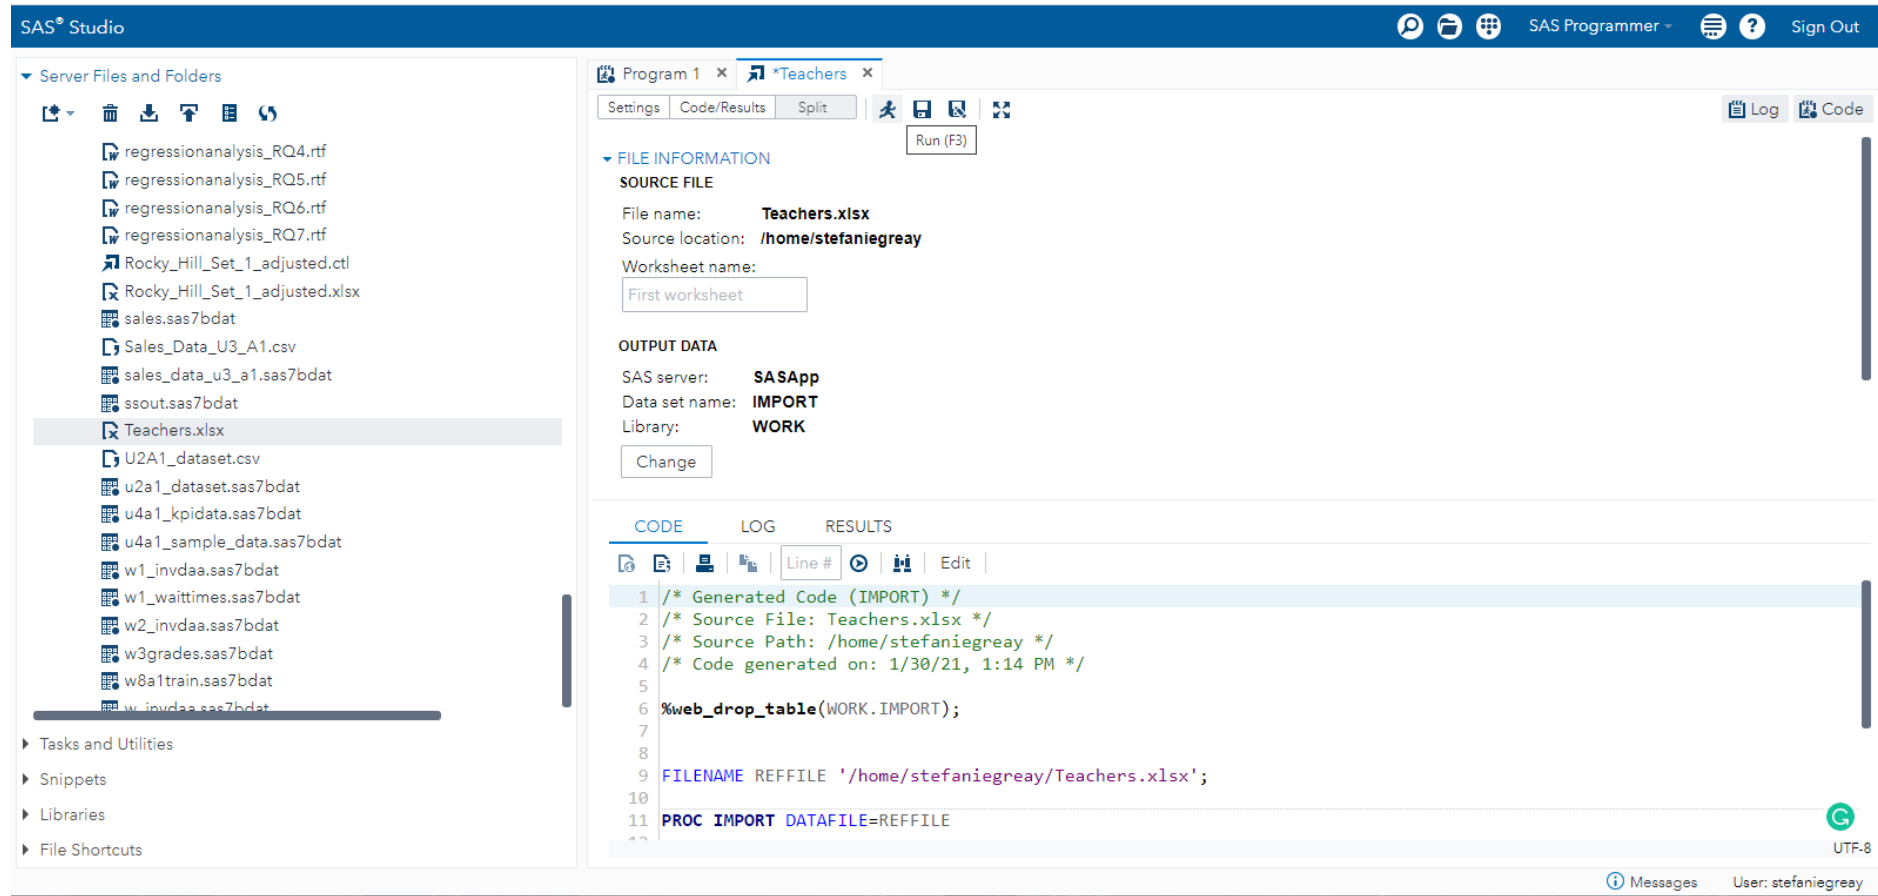 SAS® Studio
SAS Programmer
Sign Out
Server Files and Folders
regressionanalysis_RQ4.rtf
regressionanalysis_RQ5.rtf
regressionanalysis_RQ6.rtf
regressionanalysis_RQ7.rtf
Rocky_Hill_Set_1_adjusted.ctl
Rocky_Hill_Set_1_adjusted.xlsx
sales.sas7bdat
Sales_Data_U3_A1.csv
sales_data_u3_a1.sas7bdat
ssout.sas7bdat
Teachers.xlsx
U2A1_dataset.csv
u2a1_dataset.sas7bdat
u4a1_kpidata.sas7bdat
u4a1_sample_data.sas7bdat
w1_invdaa.sas7bdat
w1_waittimes.sas7bdat
w2_invdaa.sas7bdat
w3grades.sas7bdat
w8a1train.sas7bdat
w_invdaa.sas7bdat
Tasks and Utilities
Snippets
Libraries
File Shortcuts
Program 1 × *Teachers ×
Settings Code/Results Split
Log Code
Run (F3)
FILE INFORMATION
SOURCE FILE
File name: Teachers.xlsx
Source location: /home/stefaniegreay
Worksheet name:
First worksheet
OUTPUT DATA
SAS server: SASApp
Data set name: IMPORT
Library: WORK
Change
CODE LOG RESULTS
Line # Edit
1 /* Generated Code (IMPORT) */
2 /* Source File: Teachers.xlsx */
3 /* Source Path: /home/stefaniegreay */
4 /* Code generated on: 1/30/21, 1:14 PM */
5
6 %web_drop_table(WORK.IMPORT);
7
8
9 FILENAME REFFILE '/home/stefaniegreay/Teachers.xlsx';
10
11 PROC IMPORT DATAFILE=REFFILE
12
UTF-8
Messages User: stefaniegreay